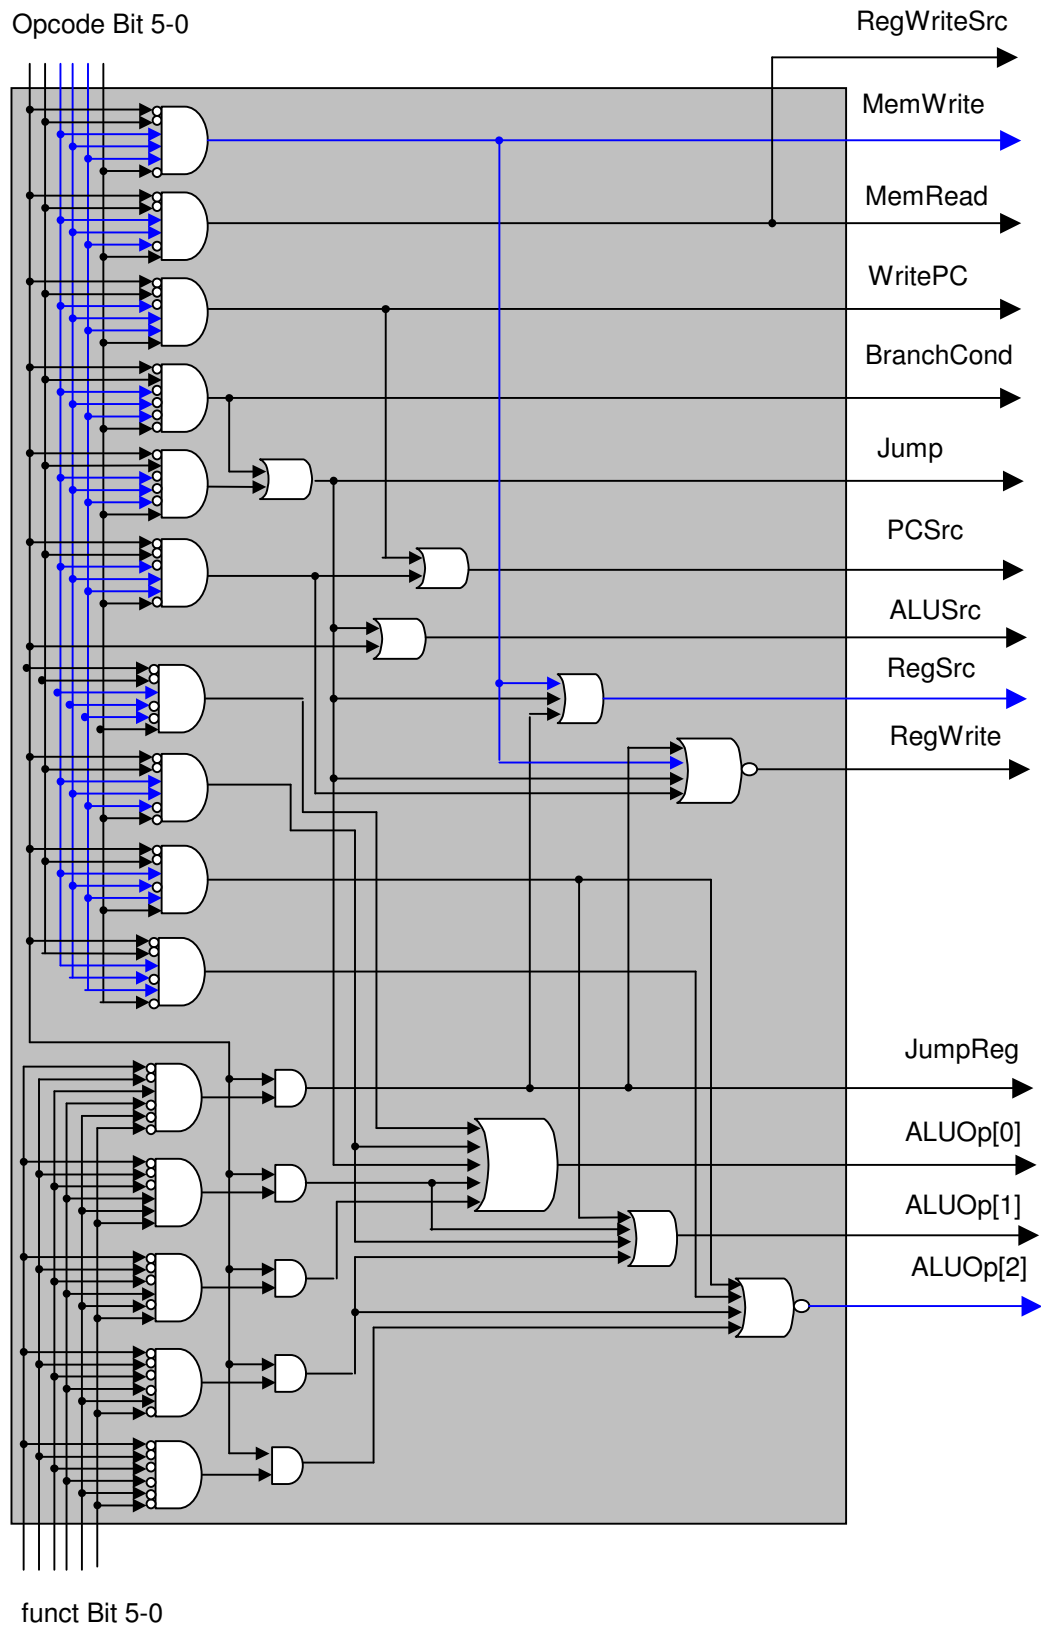 Opcode Bit 5-0
RegWriteSrc
MemWrite
MemRead
WritePC
BranchCond
Jump
PCSrc
ALUSrc
RegSrc
RegWrite
JumpReg
ALUOp[0]
ALUOp[1]
ALUOp[2]
funct Bit 5-0